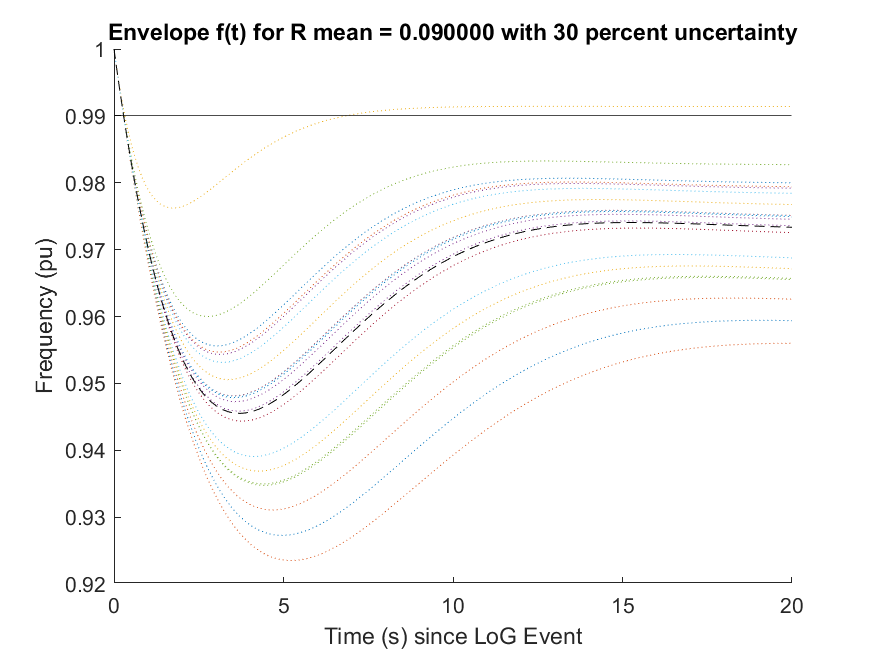 Envelope f(t) for R mean = 0.090000 with 30 percent uncertainty
1
0.99
0.98
0.97
0.96
0.95
0.94
0.93
0.92
Frequency (pu)
0 5 10 15 20
Time (s) since LoG Event